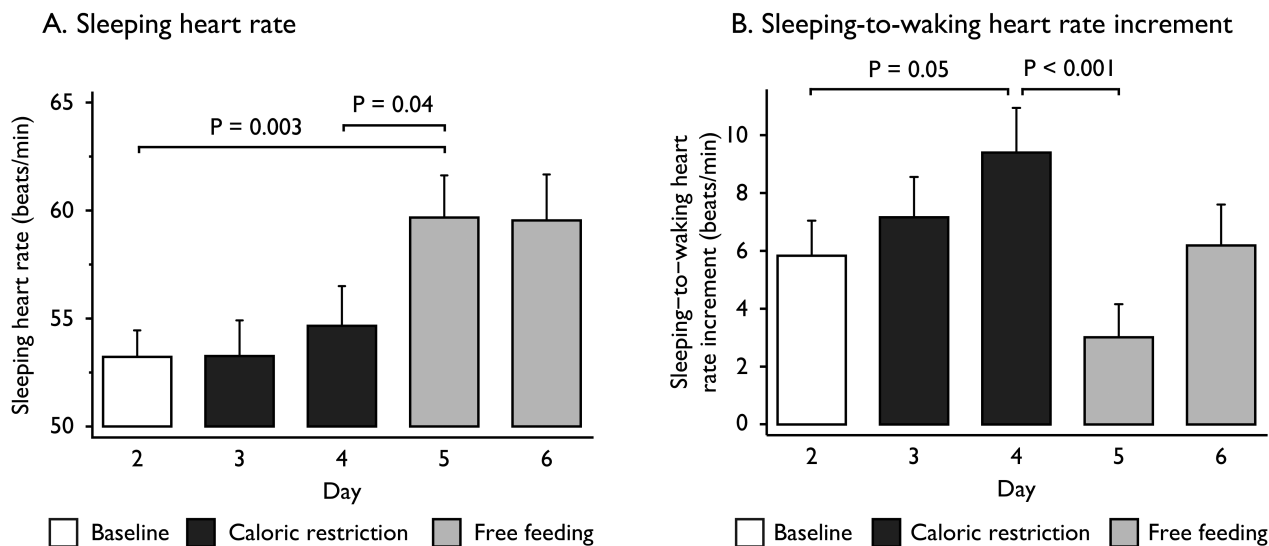 A. Sleeping heart rate
65
60
55
50
Sleeping heart rate (beats/min)
P = 0.003
P = 0.04
2 3 4 5 6
Day
Baseline Caloric restriction Free feeding
B. Sleeping-to-waking heart rate increment
10
8
6
4
2
0
Sleeping–to–waking heart
rate increment (beats/min)
P = 0.05
P < 0.001
2 3 4 5 6
Day
Baseline Caloric restriction Free feeding